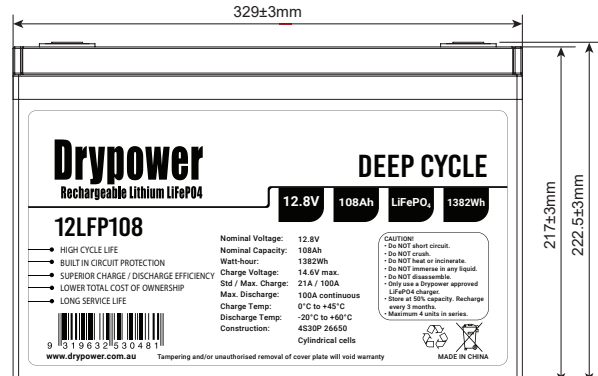 329±3mm
Drypower
Rechargeable Lithium LiFePO4
DEEP CYCLE
12.8V
108Ah
LiFePO₄
1382Wh
12LFP108
HIGH CYCLE LIFE
BUILT IN CIRCUIT PROTECTION
SUPERIOR CHARGE / DISCHARGE EFFICIENCY
LOWER TOTAL COST OF OWNERSHIP
LONG SERVICE LIFE
Nominal Voltage: 12.8V
Nominal Capacity: 108Ah
Watt-hour: 1382Wh
Charge Voltage: 14.6V max.
Std / Max. Charge: 21A / 100A
Max. Discharge: 100A continuous
Charge Temp: 0°C to +45°C
Discharge Temp: -20°C to +60°C
Construction: 4S30P 26650
Cylindrical cells
CAUTION!
• Do NOT short circuit.
• Do NOT crush.
• Do NOT heat or incinerate.
• Do NOT immerse in any liquid.
• Do NOT disassemble.
• Only use a Drypower approved
LiFePO4 charger.
• Store at 50% capacity. Recharge
every 3 months.
• Maximum 4 units in series.
9 319632 530481
www.drypower.com.au
Tampering and/or unauthorised removal of cover plate will void warranty
MADE IN CHINA
217±3mm
222.5±3mm